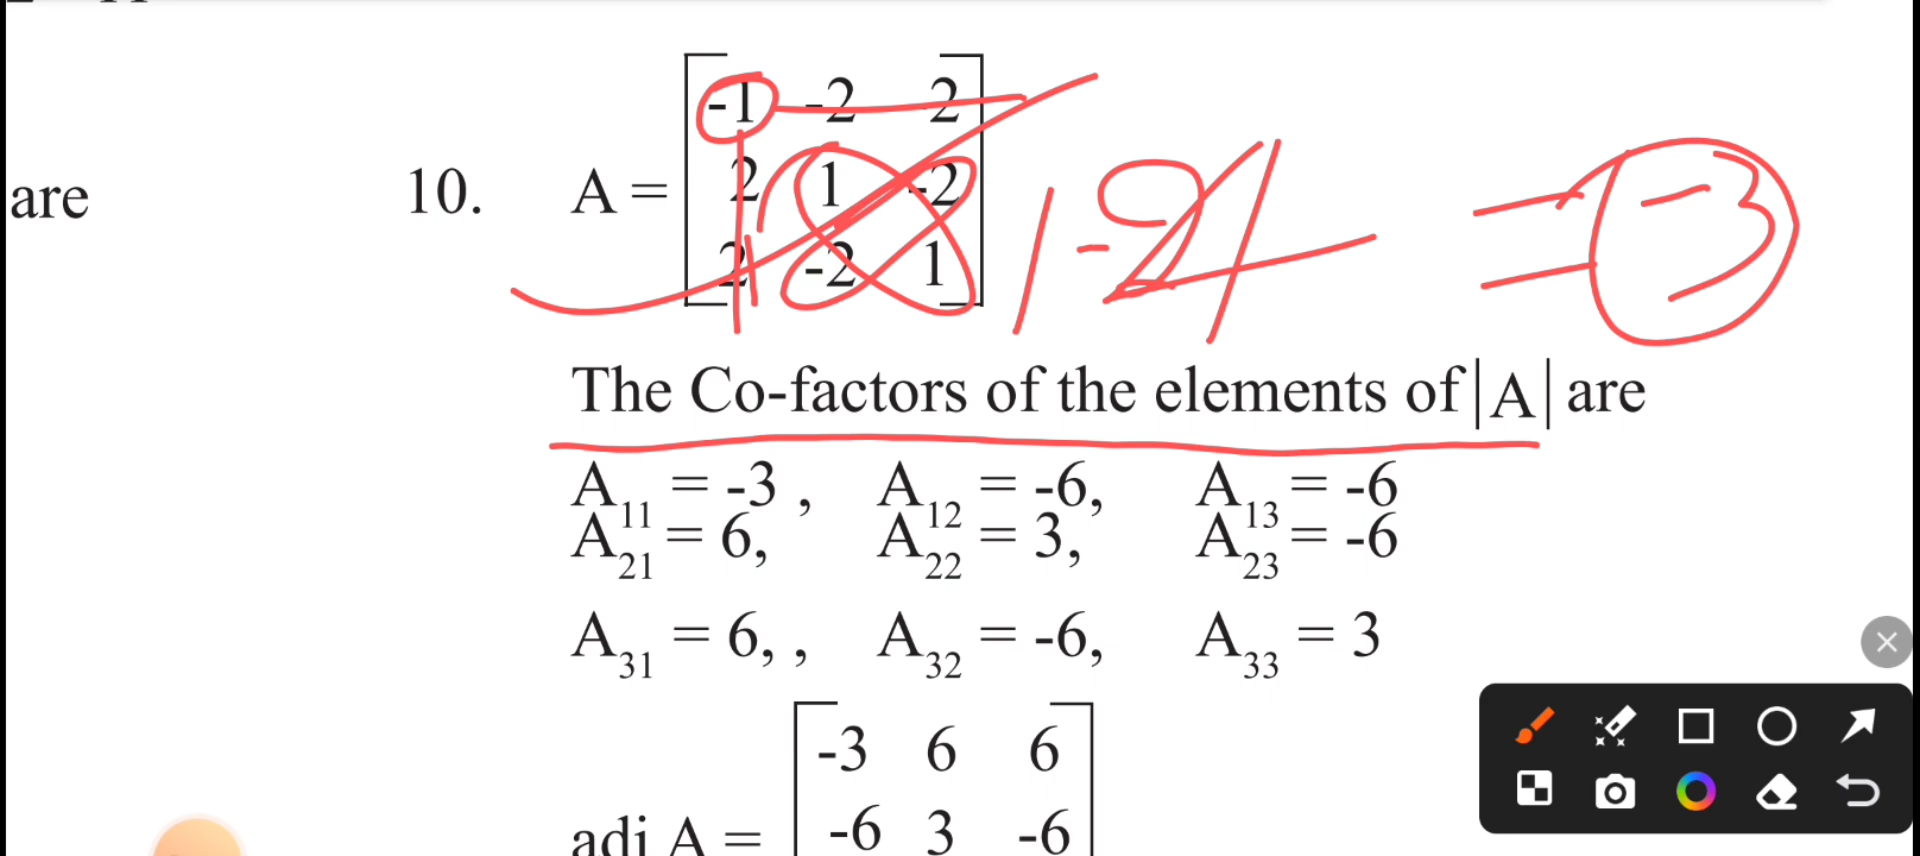 are
10. A = [ -1 -2 2
2 1 -2
2 -2 1 ]
1 - 4 = -3
The Co-factors of the elements of |A| are
A11 = -3 , A12 = -6, A13 = -6
A21 = 6, A22 = 3, A23 = -6
A31 = 6, , A32 = -6, A33 = 3
adj A = [ -3 6 6
-6 3 -6